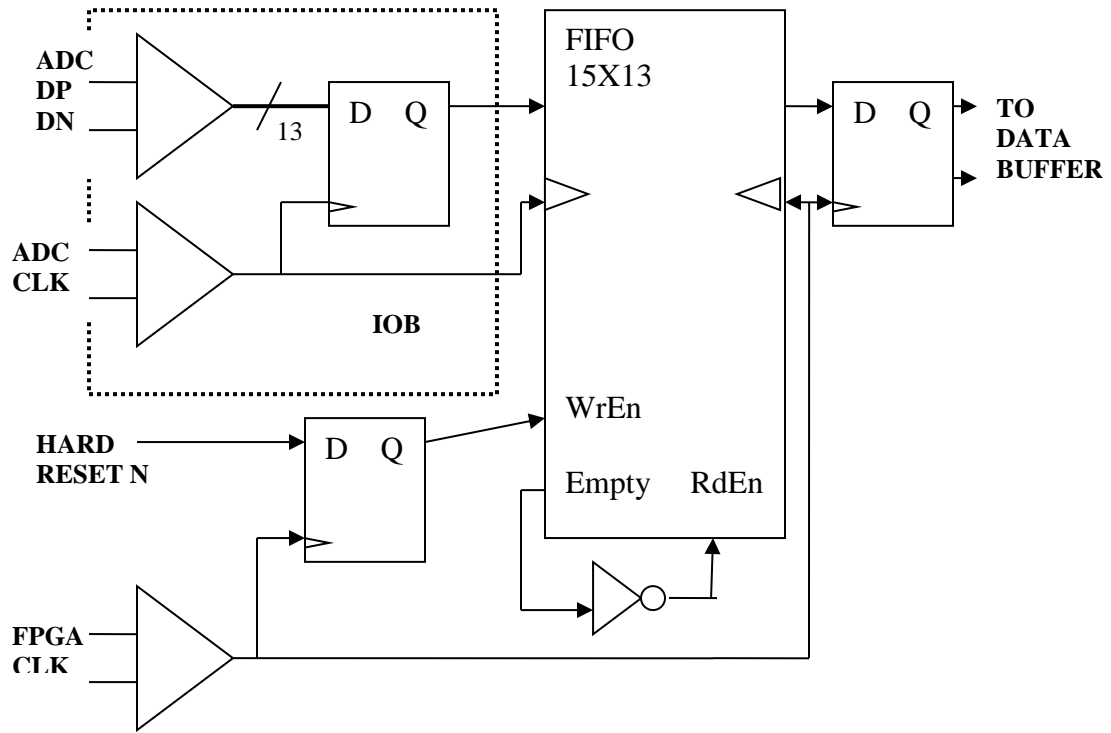 ADC
DP
DN
13
D Q
FIFO
15X13
D Q
TO
DATA
BUFFER
ADC
CLK
IOB
HARD
RESET N
D Q
WrEn
Empty RdEn
FPGA
CLK